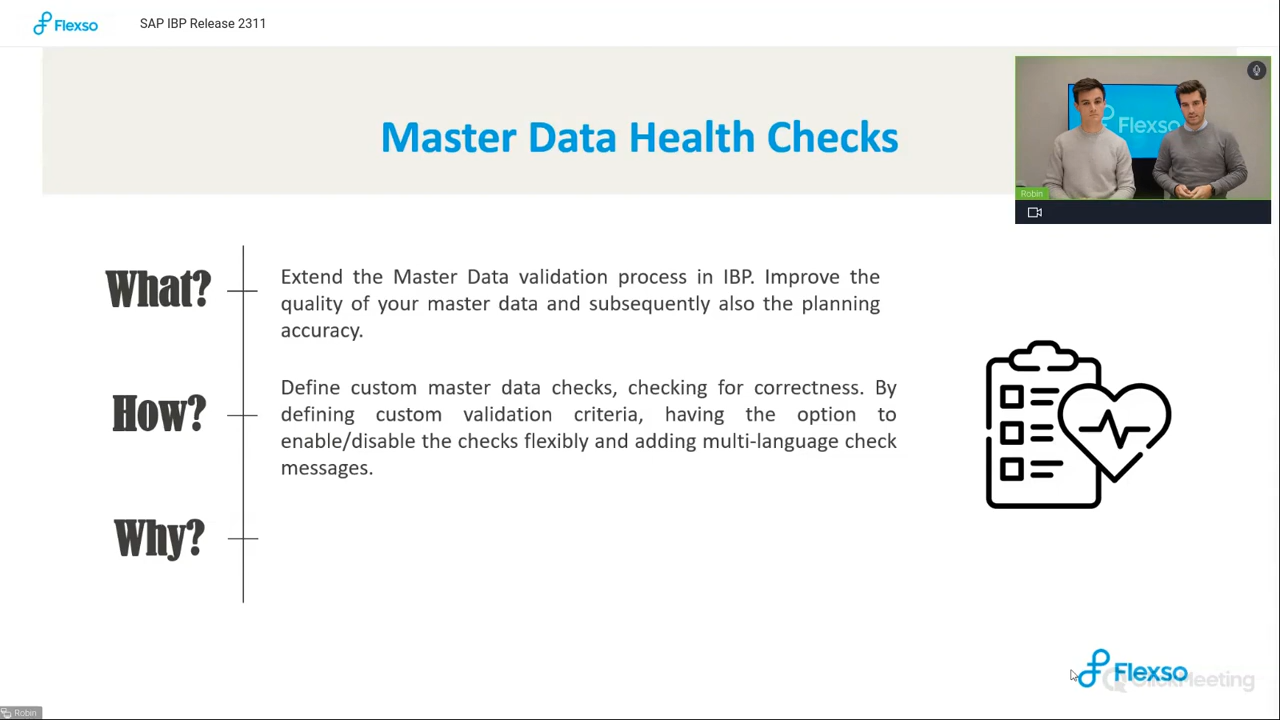 Flexso
SAP IBP Release 2311
Master Data Health Checks
Flexso
Robin
What?
Extend the Master Data validation process in IBP. Improve the
quality of your master data and subsequently also the planning
accuracy.
How?
Define custom master data checks, checking for correctness. By
defining custom validation criteria, having the option to
enable/disable the checks flexibly and adding multi-language check
messages.
Why?
Flexso
ClickMeeting
Robin